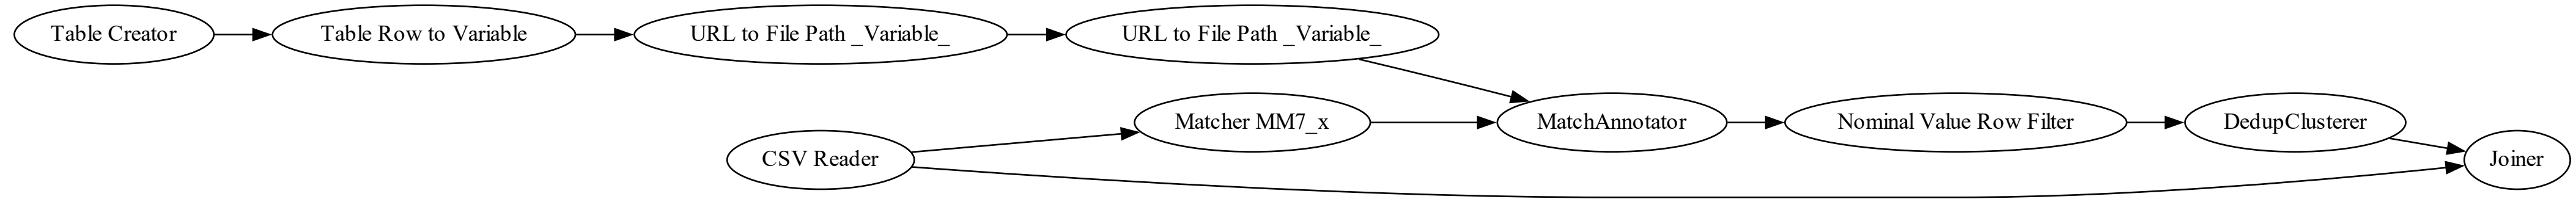 Table Creator
Table Row to Variable
URL to File Path _Variable_
URL to File Path _Variable_
CSV Reader
Matcher MM7_x
MatchAnnotator
Nominal Value Row Filter
DedupClusterer
Joiner